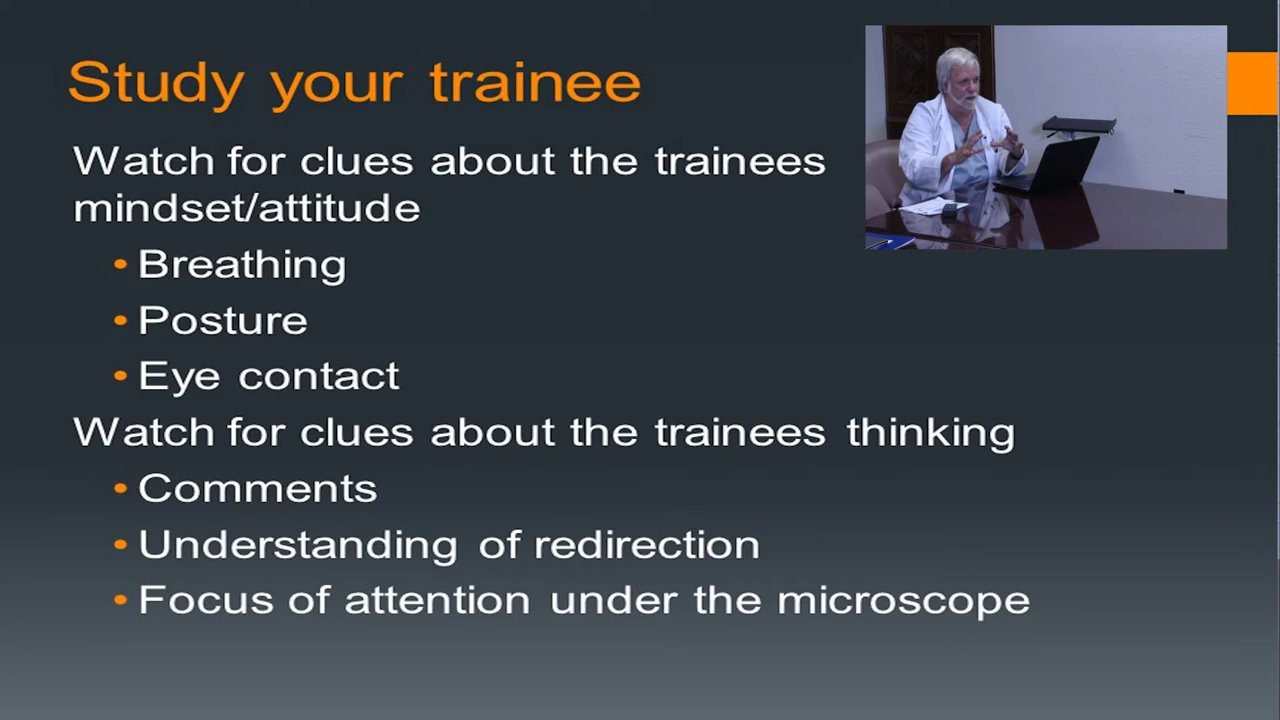 Study your trainee
Watch for clues about the trainees
mindset/attitude
• Breathing
• Posture
• Eye contact
Watch for clues about the trainees thinking
• Comments
• Understanding of redirection
• Focus of attention under the microscope